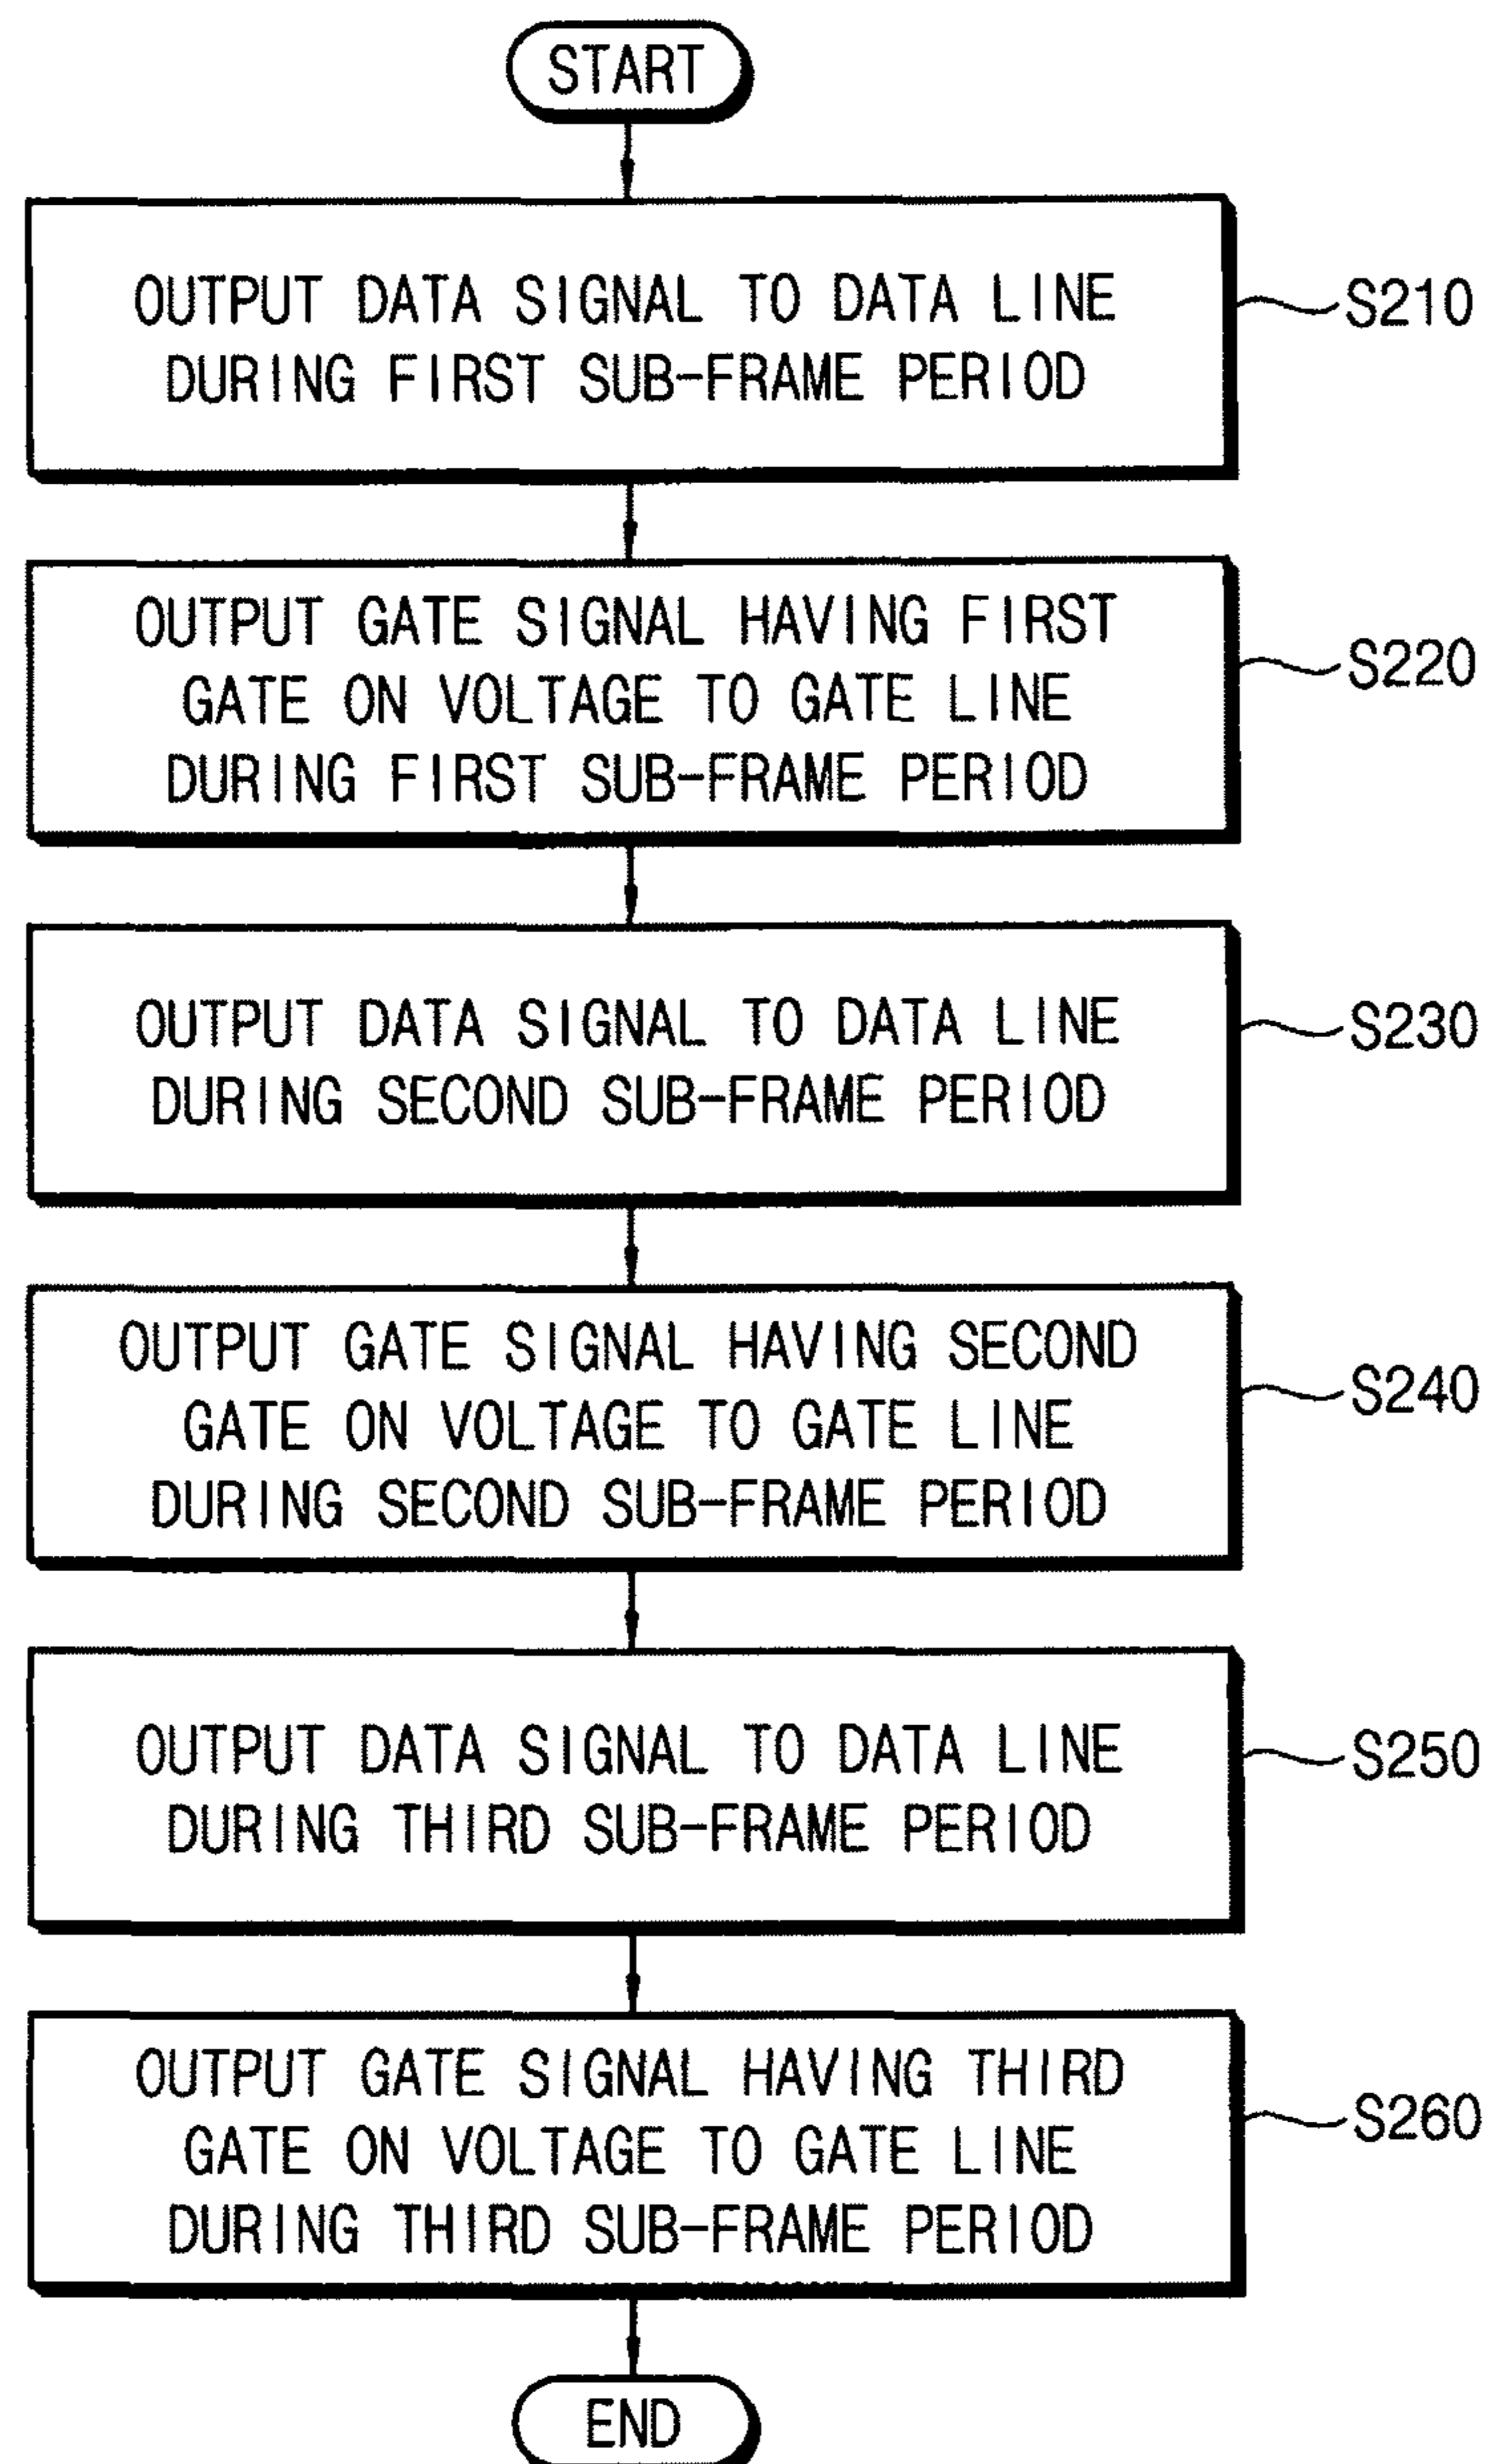 START
OUTPUT DATA SIGNAL TO DATA LINE
DURING FIRST SUB-FRAME PERIOD
S210
OUTPUT GATE SIGNAL HAVING FIRST
GATE ON VOLTAGE TO GATE LINE
DURING FIRST SUB-FRAME PERIOD
S220
OUTPUT DATA SIGNAL TO DATA LINE
DURING SECOND SUB-FRAME PERIOD
S230
OUTPUT GATE SIGNAL HAVING SECOND
GATE ON VOLTAGE TO GATE LINE
DURING SECOND SUB-FRAME PERIOD
S240
OUTPUT DATA SIGNAL TO DATA LINE
DURING THIRD SUB-FRAME PERIOD
S250
OUTPUT GATE SIGNAL HAVING THIRD
GATE ON VOLTAGE TO GATE LINE
DURING THIRD SUB-FRAME PERIOD
S260
END